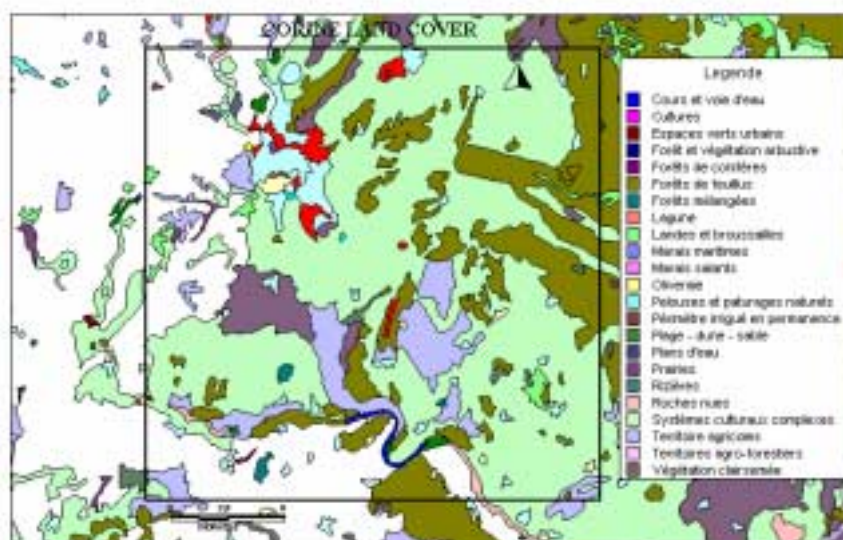 CORINE LAND COVER
Legende
Cours et voie d'eau
Cultures
Espaces verts urbains
Forêt et végétation arbustive
Forêts de conifères
Forêts de feuillus
Forêts mélangées
Lagune
Landes et broussailles
Marais maritimes
Marais salants
Oliveraie
Pelouses et paturages naturels
Périmètre irrigué en permanence
Plage - dune - sable
Plans d'eau
Prairies
Rizières
Roches nues
Systèmes culturaux complexes
Territoire agricoles
Territoires agro-forestiers
Végétation clairsemée